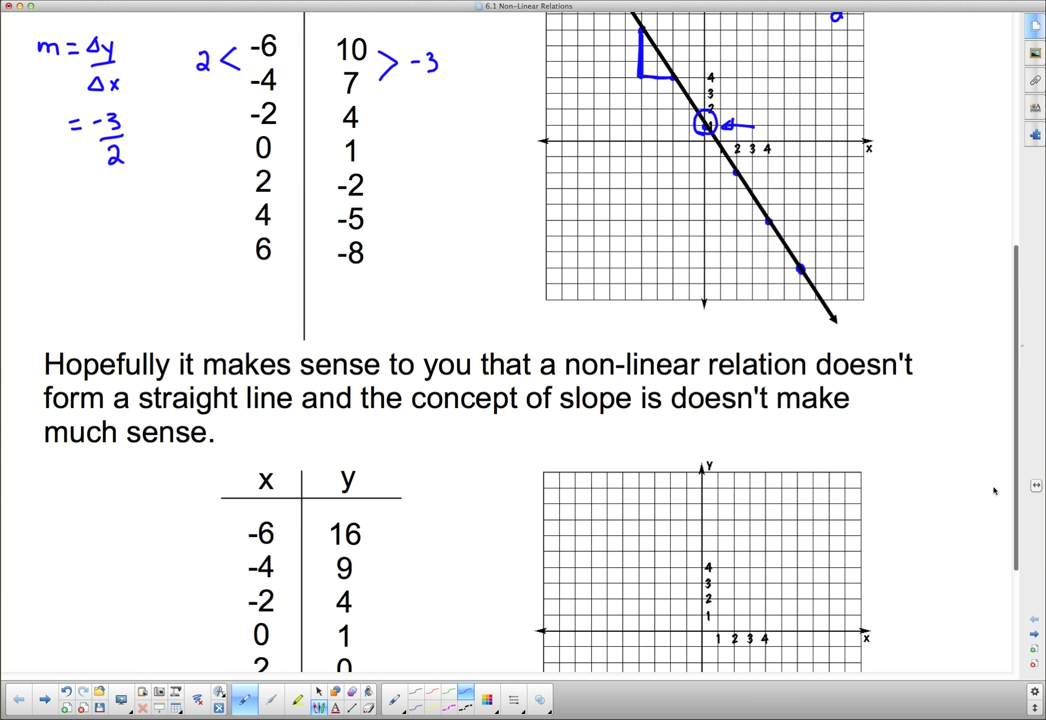 6.1 Non-Linear Relations
m = Δy
Δx
= -3
2
2 < -6 10 > -3
-4 7
-2 4
0 1
2 -2
4 -5
6 -8
4
3
2
1
2 3 4
x
Hopefully it makes sense to you that a non-linear relation doesn't
form a straight line and the concept of slope is doesn't make
much sense.
x y
-6 16
-4 9
-2 4
0 1
2 0
Y
4
3
2
1
1 2 3 4
x